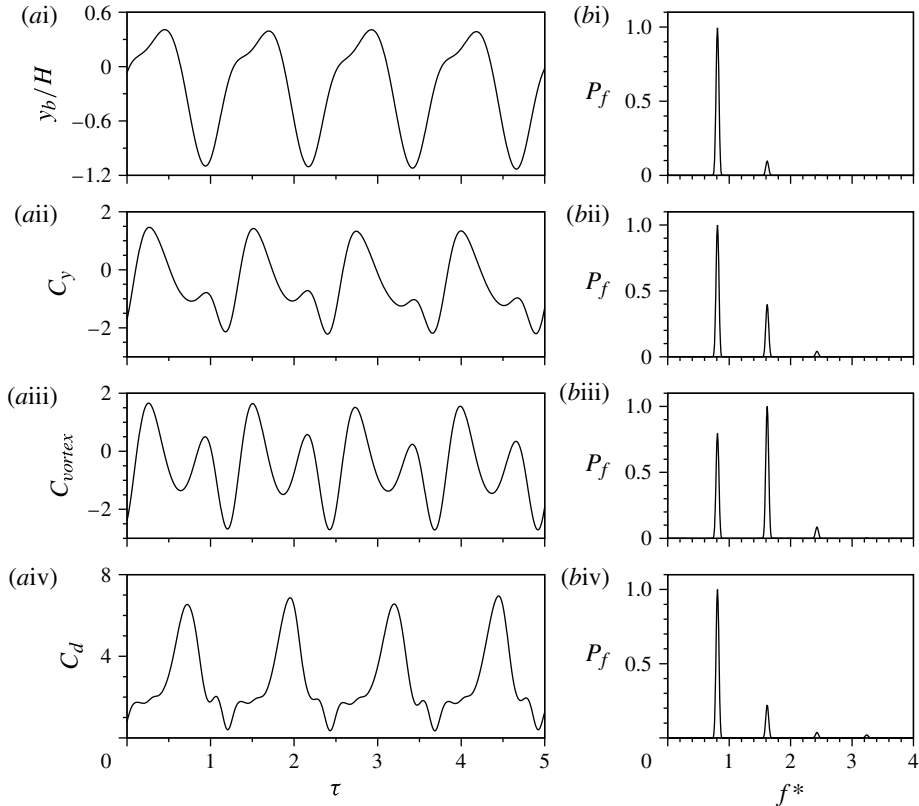 (ai)
0.6
0
−0.6
−1.2
y_b/H
(bi)
1.0
0.5
0
P_f
(aii)
2
0
−2
C_y
(bii)
1.0
0.5
0
P_f
(aiii)
2
0
−2
C_vortex
(biii)
1.0
0.5
0
P_f
(aiv)
8
4
C_d
0 1 2 3 4 5
τ
(biv)
1.0
0.5
0
P_f
1 2 3 4
f*